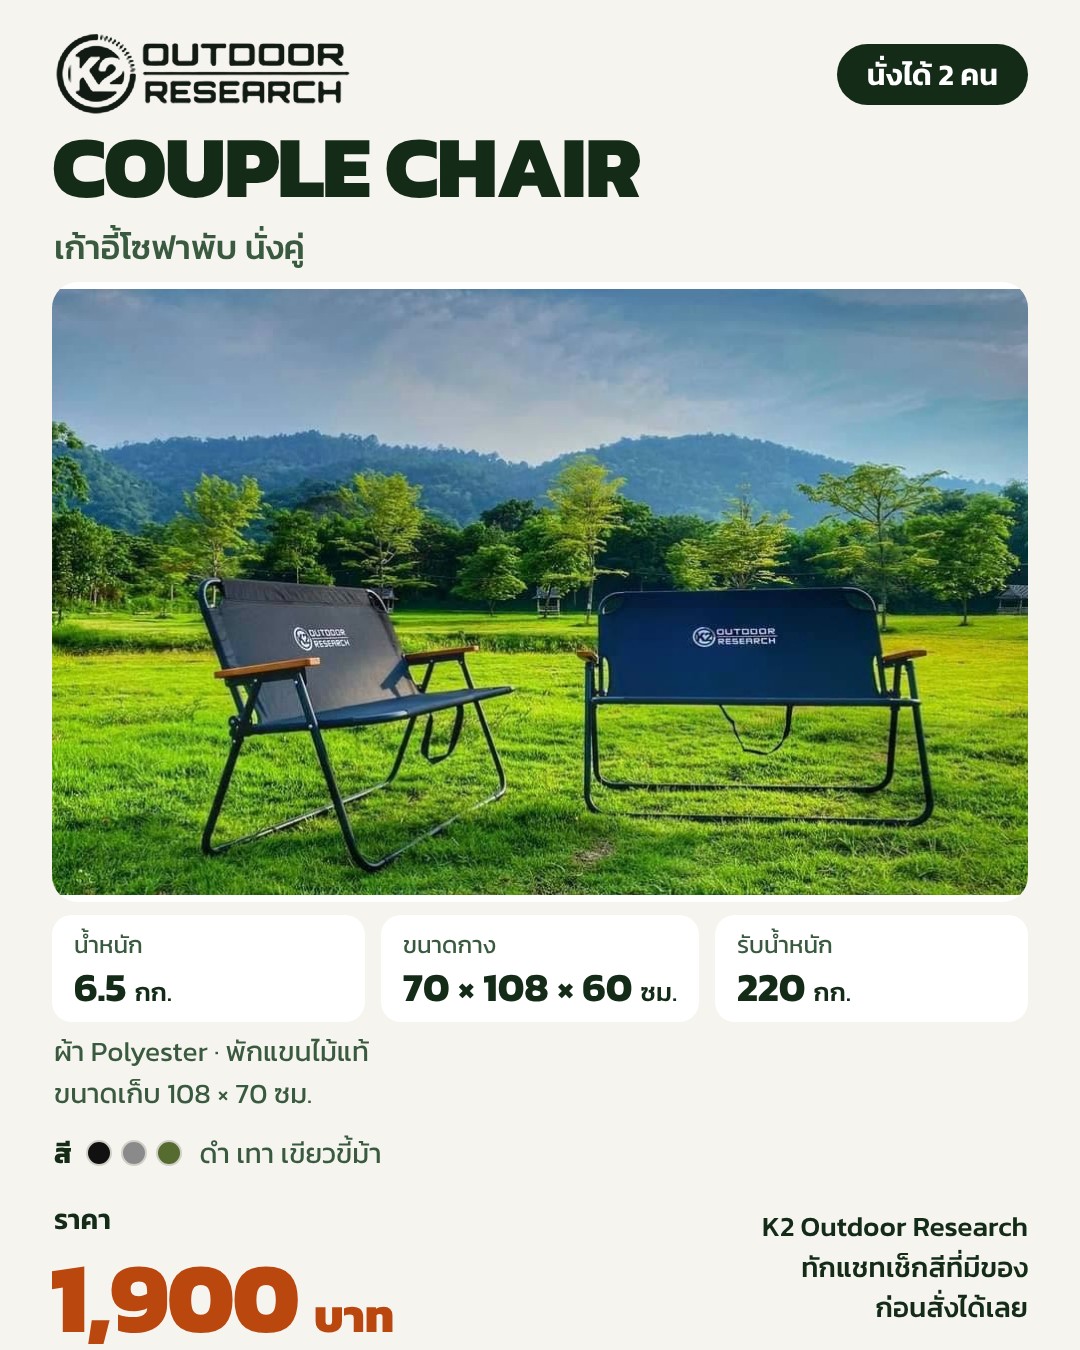 K2 OUTDOOR
RESEARCH
นั่งได้ 2 คน
COUPLE CHAIR
เก้าอี้โซฟาพับ นั่งคู่
K2 OUTDOOR
RESEARCH
K2 OUTDOOR
RESEARCH
น้ำหนัก
6.5 กก.
ขนาดกาง
70 × 108 × 60 ซม.
รับน้ำหนัก
220 กก.
ผ้า Polyester · พักแขนไม้แท้
ขนาดเก็บ 108 × 70 ซม.
สี ดำ เทา เขียวขี้ม้า
ราคา
1,900 บาท
K2 Outdoor Research
ทักแชทเช็กสีที่มีของ
ก่อนสั่งได้เลย